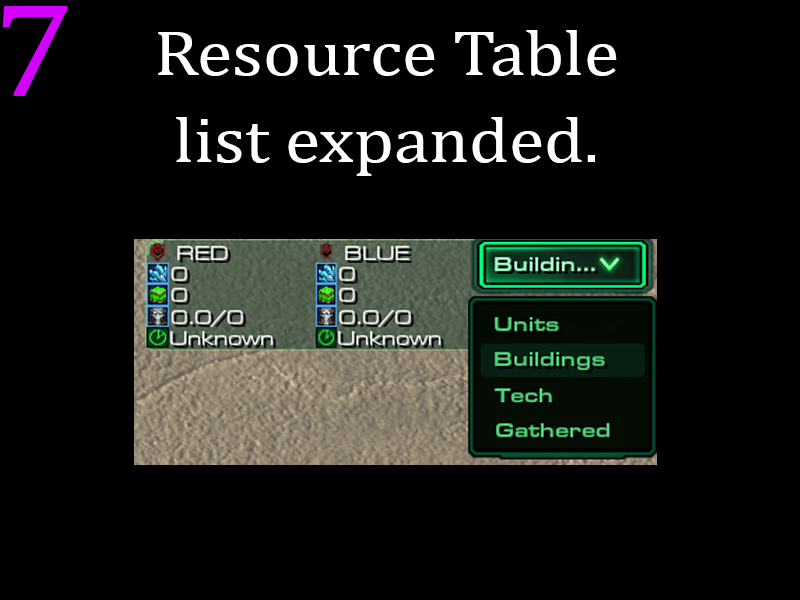 7
Resource Table
list expanded.
RED BLUE
0 0
0 0
0.0/0 0.0/0
Unknown Unknown
Buildin...
Units
Buildings
Tech
Gathered